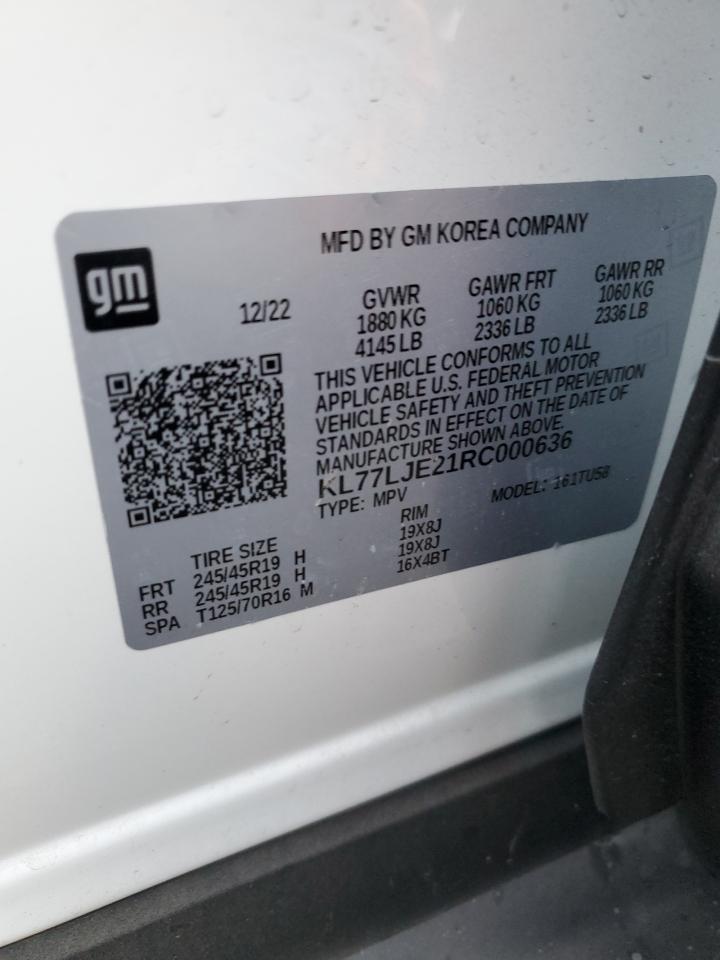 MFD BY GM KOREA COMPANY
gm
12/22
GVWR
1880 KG
4145 LB
GAWR FRT
1060 KG
2336 LB
GAWR RR
1060 KG
2336 LB
THIS VEHICLE CONFORMS TO ALL
APPLICABLE U.S. FEDERAL MOTOR
VEHICLE SAFETY AND THEFT PREVENTION
STANDARDS IN EFFECT ON THE DATE OF
MANUFACTURE SHOWN ABOVE.
KL77LJE21RC000636
TYPE: MPV MODEL: 161TU58
TIRE SIZE RIM
FRT 245/45R19 H 19X8J
RR 245/45R19 H 19X8J
SPA T125/70R16 M 16X4BT